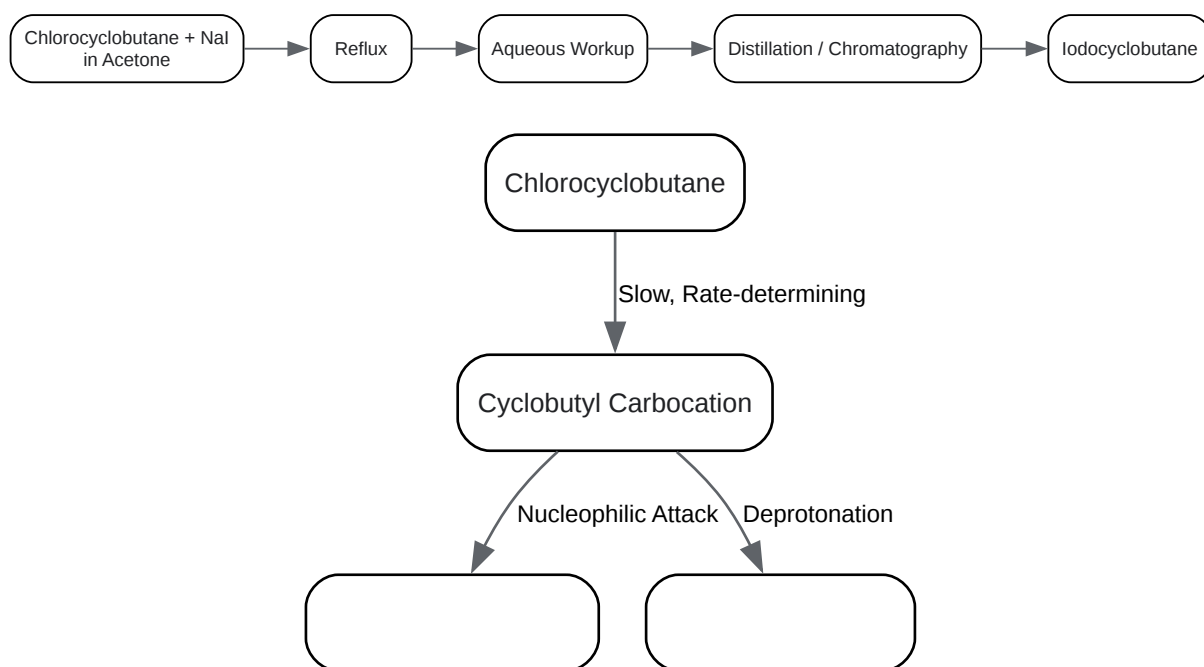 Chlorocyclobutane + NaI
in Acetone
Reflux
Aqueous Workup
Distillation / Chromatography
Iodocyclobutane
Chlorocyclobutane
Slow, Rate-determining
Cyclobutyl Carbocation
Nucleophilic Attack
Deprotonation